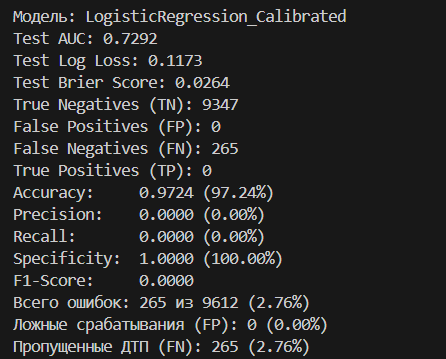 Модель: LogisticRegression_Calibrated
Test AUC: 0.7292
Test Log Loss: 0.1173
Test Brier Score: 0.0264
True Negatives (TN): 9347
False Positives (FP): 0
False Negatives (FN): 265
True Positives (TP): 0
Accuracy: 0.9724 (97.24%)
Precision: 0.0000 (0.00%)
Recall: 0.0000 (0.00%)
Specificity: 1.0000 (100.00%)
F1-Score: 0.0000
Всего ошибок: 265 из 9612 (2.76%)
Ложные срабатывания (FP): 0 (0.00%)
Пропущенные ДТП (FN): 265 (2.76%)